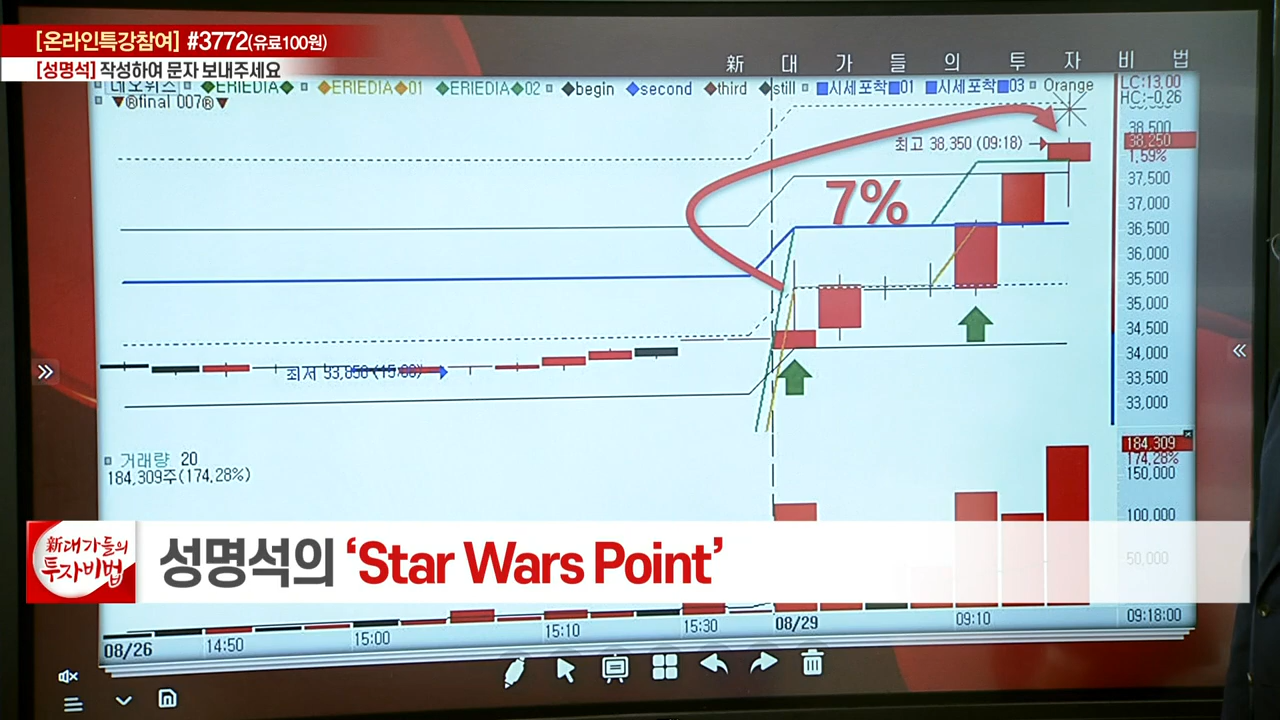 [온라인특강참여] #3772(유료100원)
[성명석] 작성하여 문자 보내주세요
新 대 가 들 의 투 자 비 법
네오위즈 ERIEDIA ERIEDIA 01 ERIEDIA 02 begin second third still 시세포착 01 시세포착 03 Orange
®final 007®
LC:13,00
HC:-0,26
38,500
최고 38,350 (09:18)
38,250
1.59%
37,500
37,000
36,500
36,000
35,500
35,000
34,500
34,000
33,500
33,000
7%
최저
거래량 20
184,309주(174.28%)
184,309
174.28%
150,000
100,000
50,000
新대가들의
투자비법
성명석의 ‘Star Wars Point’
08/26 14:50 15:00 15:10 15:30 08/29 09:10 09:18:00